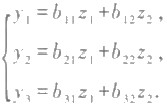 y₁ = b₁₁z₁ + b₁₂z₂ ,
y₂ = b₂₁z₁ + b₂₂z₂ ,
y₃ = b₃₁z₁ + b₃₂z₂.